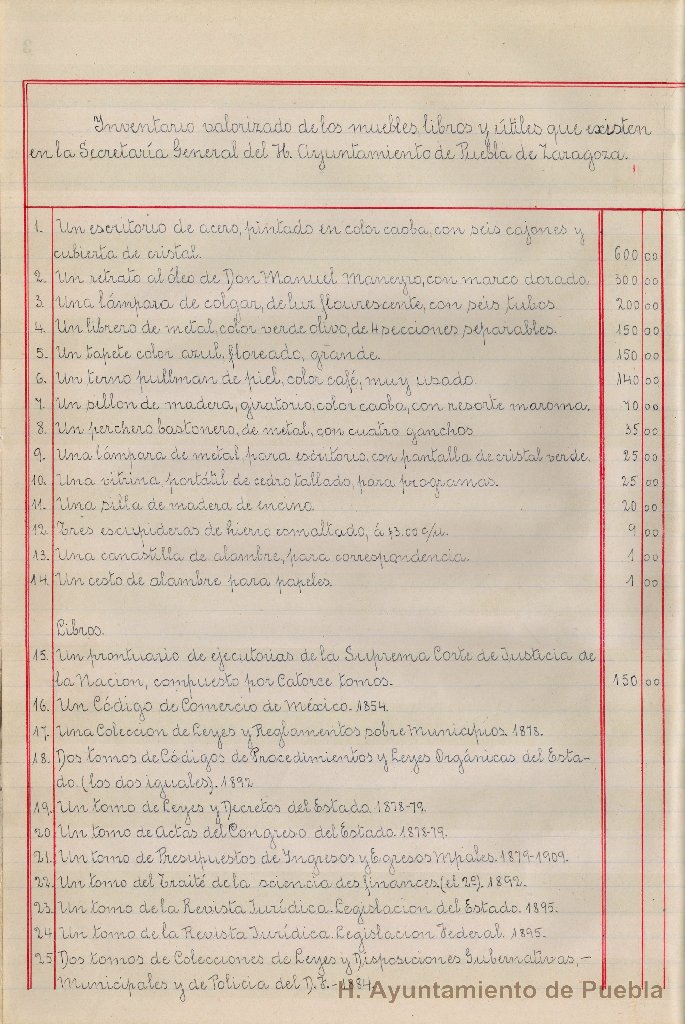 Inventario valorizado de los muebles, libros y útiles que existen
en la Secretaría General del H. Ayuntamiento de Puebla de Zaragoza.
1. Un escritorio de acero, pintado en color caoba, con seis cajones y
cubierta de cristal. 600 00
2. Un retrato al óleo de Don Manuel Maneyro, con marco dorado. 300 00
3. Una lámpara de colgar, de luz flourescente, con seis tubos. 200 00
4. Un librero de metal, color verde olivo, de 4 secciones separables. 150 00
5. Un tapete color azul, floreado, grande. 150 00
6. Un terno pullman de piel, color café, muy usado. 140 00
7. Un sillon de madera, giratorio, color caoba, con resorte maroma. 70 00
8. Un perchero bastonero, de metal, con cuatro ganchos 35 00
9. Una lámpara de metal para escritorio, con pantalla de cristal verde. 25 00
10. Una vitrina portátil de cedro tallado, para programas. 25 00
11. Una silla de madera de encino. 20 00
12. Tres escupideras de hierro esmaltado, á $3.00 c/u. 9 00
13. Una canastilla de alambre, para correspondencia. 1 00
14. Un cesto de alambre para papeles. 1 00
Libros.
15. Un prontuario de ejecutorias de la Suprema Corte de Justicia de
la Nacion, compuesto por Catorce tomos. 150 00
16. Un Código de Comercio de México. 1854.
17. Una Coleccion de Leyes y Reglamentos sobre Municipios. 1878.
18. Dos tomos de Códigos de Procedimientos y Leyes Orgánicas del Esta-
do. (los dos iguales). 1892
19. Un tomo de Leyes y Decretos del Estado. 1878-79.
20. Un tomo de Actas del Congreso del Estado. 1878-79.
21. Un tomo de Presupuestos de Ingresos y Egresos Mpales. 1879-1909.
22. Un tomo del Traité de la sciencia des finances. (el 2º). 1892.
23. Un tomo de la Revista Jurídica. Legislacion del Estado. 1895.
24. Un tomo de la Revista Jurídica. Legislacion Federal. 1895.
25. Dos tomos de Colecciones de Leyes y Disposiciones Gubernativas, -
Municipales y de Policia del D. F. - 1884.
H. Ayuntamiento de Puebla